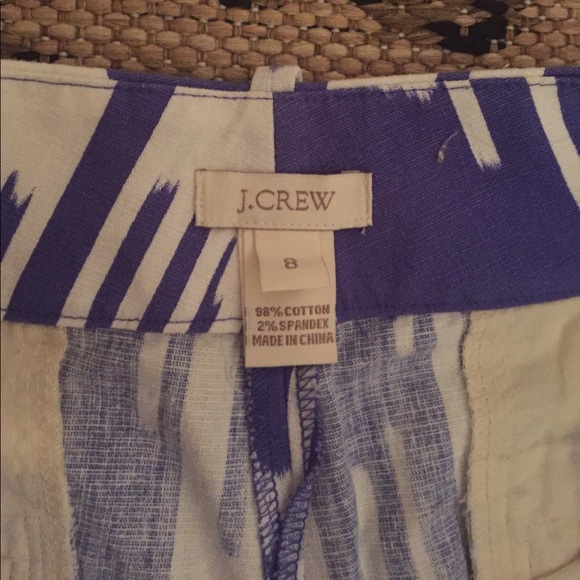 J.CREW
8
98% COTTON
2% SPANDEX
MADE IN CHINA